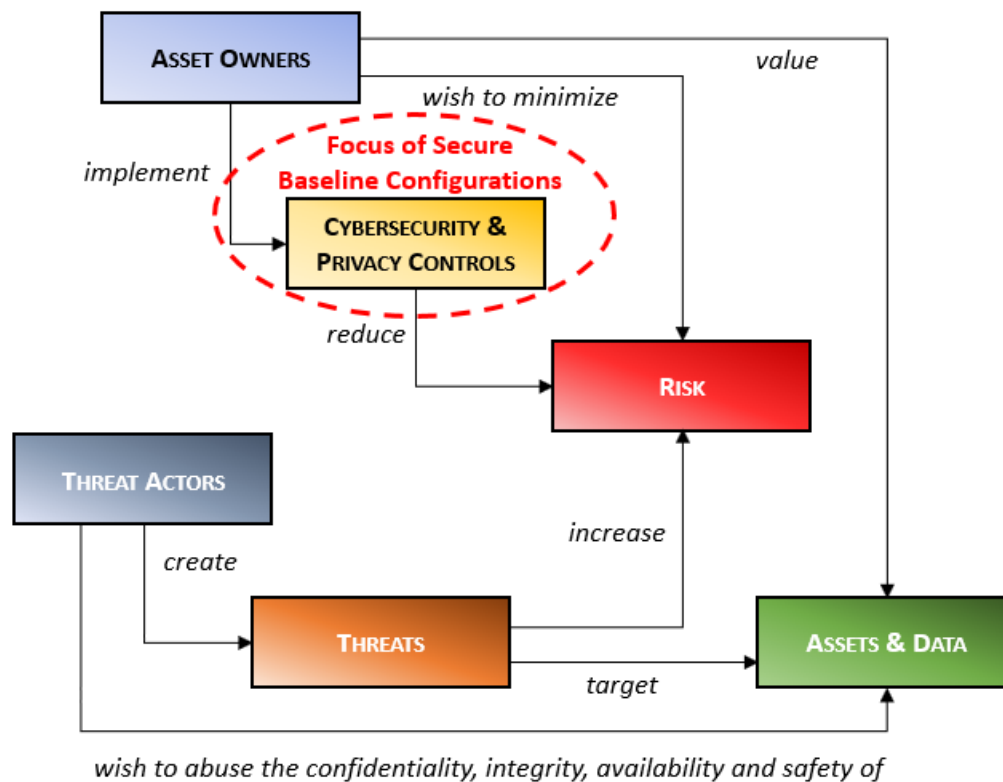 ASSET OWNERS
value
wish to minimize
Focus of Secure
Baseline Configurations
implement
CYBERSECURITY &
PRIVACY CONTROLS
reduce
RISK
THREAT ACTORS
increase
create
THREATS
ASSETS & DATA
target
wish to abuse the confidentiality, integrity, availability and safety of